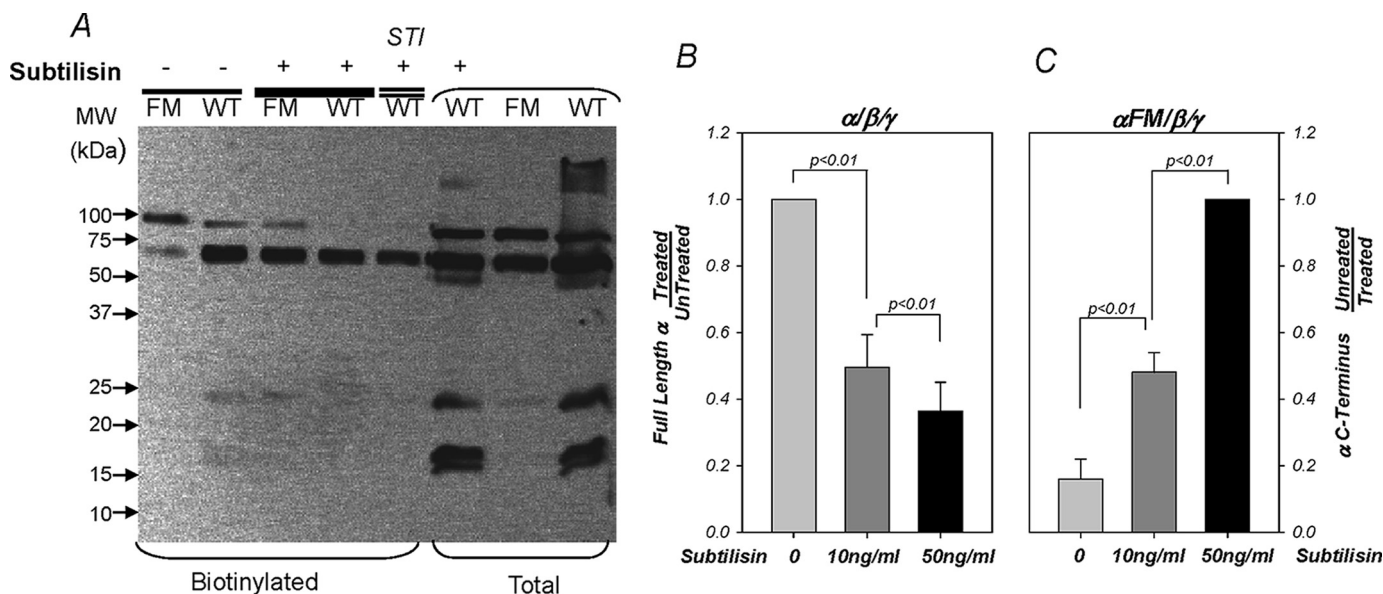 A
STI
Subtilisin - - + + + +
FM WT FM WT WT WT FM WT
MW
(kDa)
100
75
50
37
25
20
15
10
Biotinylated
Total
B
α/β/γ
Full Length α Treated
UnTreated
1.2
1.0
0.8
0.6
0.4
0.2
0.0
p<0.01
p<0.01
Subtilisin 0 10ng/ml 50ng/ml
C
αFM/β/γ
1.2
1.0
0.8
0.6
0.4
0.2
0.0
p<0.01
p<0.01
α C-Terminus Unreated
Treated
0 10ng/ml 50ng/ml Subtilisin